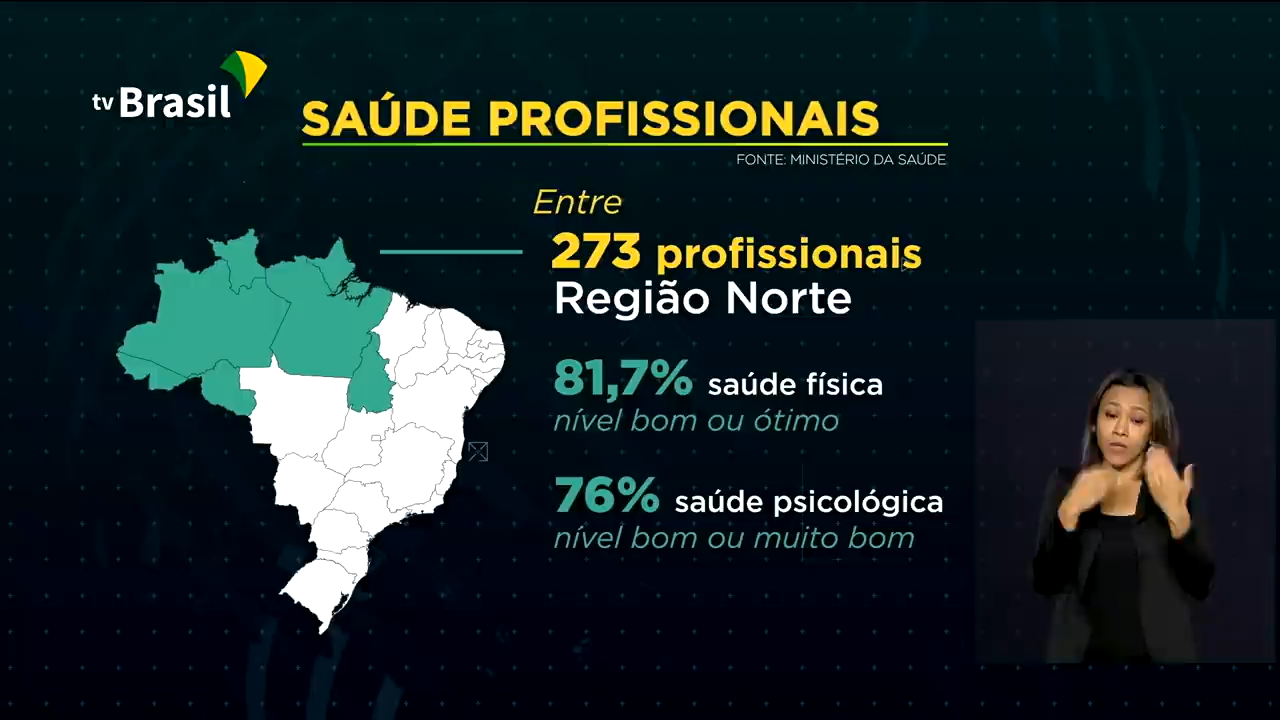 tv Brasil
SAÚDE PROFISSIONAIS
FONTE: MINISTÉRIO DA SAÚDE
Entre
273 profissionais
Região Norte
81,7% saúde física
nível bom ou ótimo
76% saúde psicológica
nível bom ou muito bom